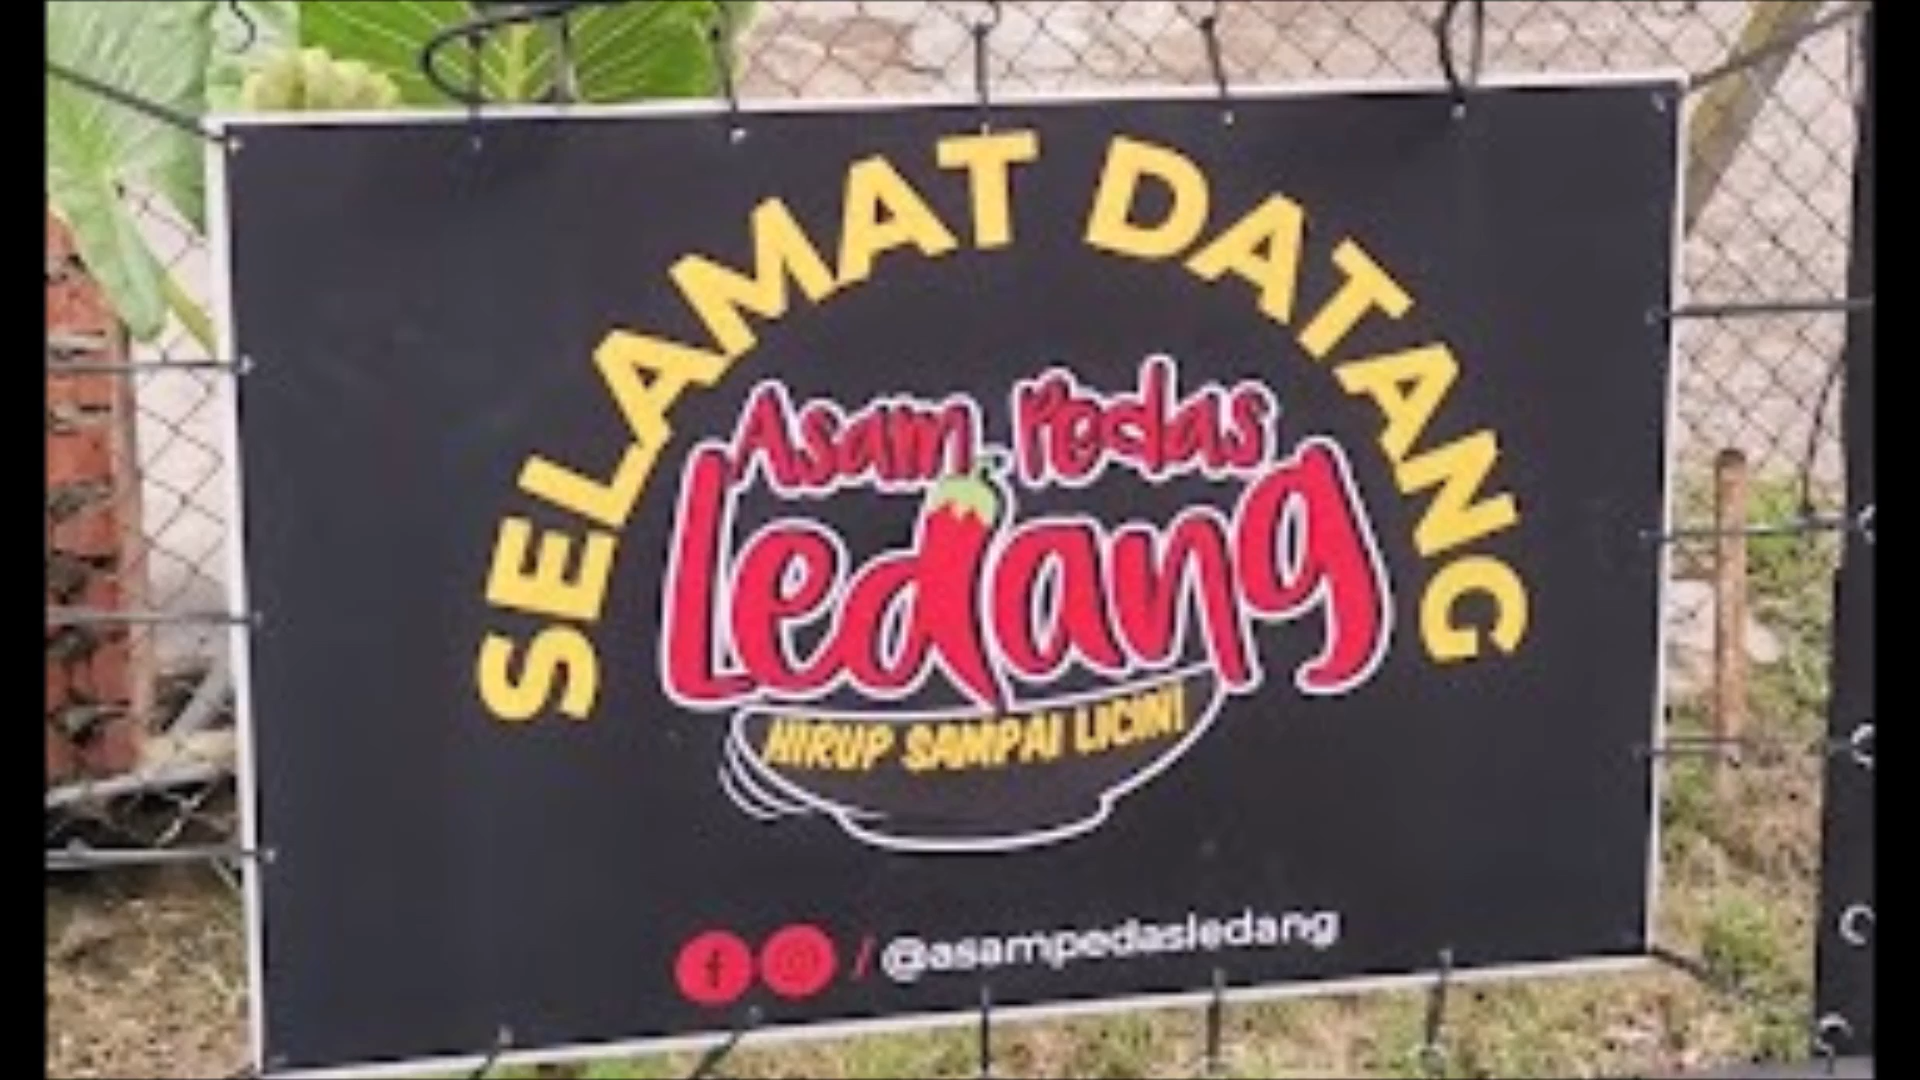 SELAMAT DATANG
Asam Pedas
Ledang
HIRUP SAMPAI LICIN!
/ @asampedasledang